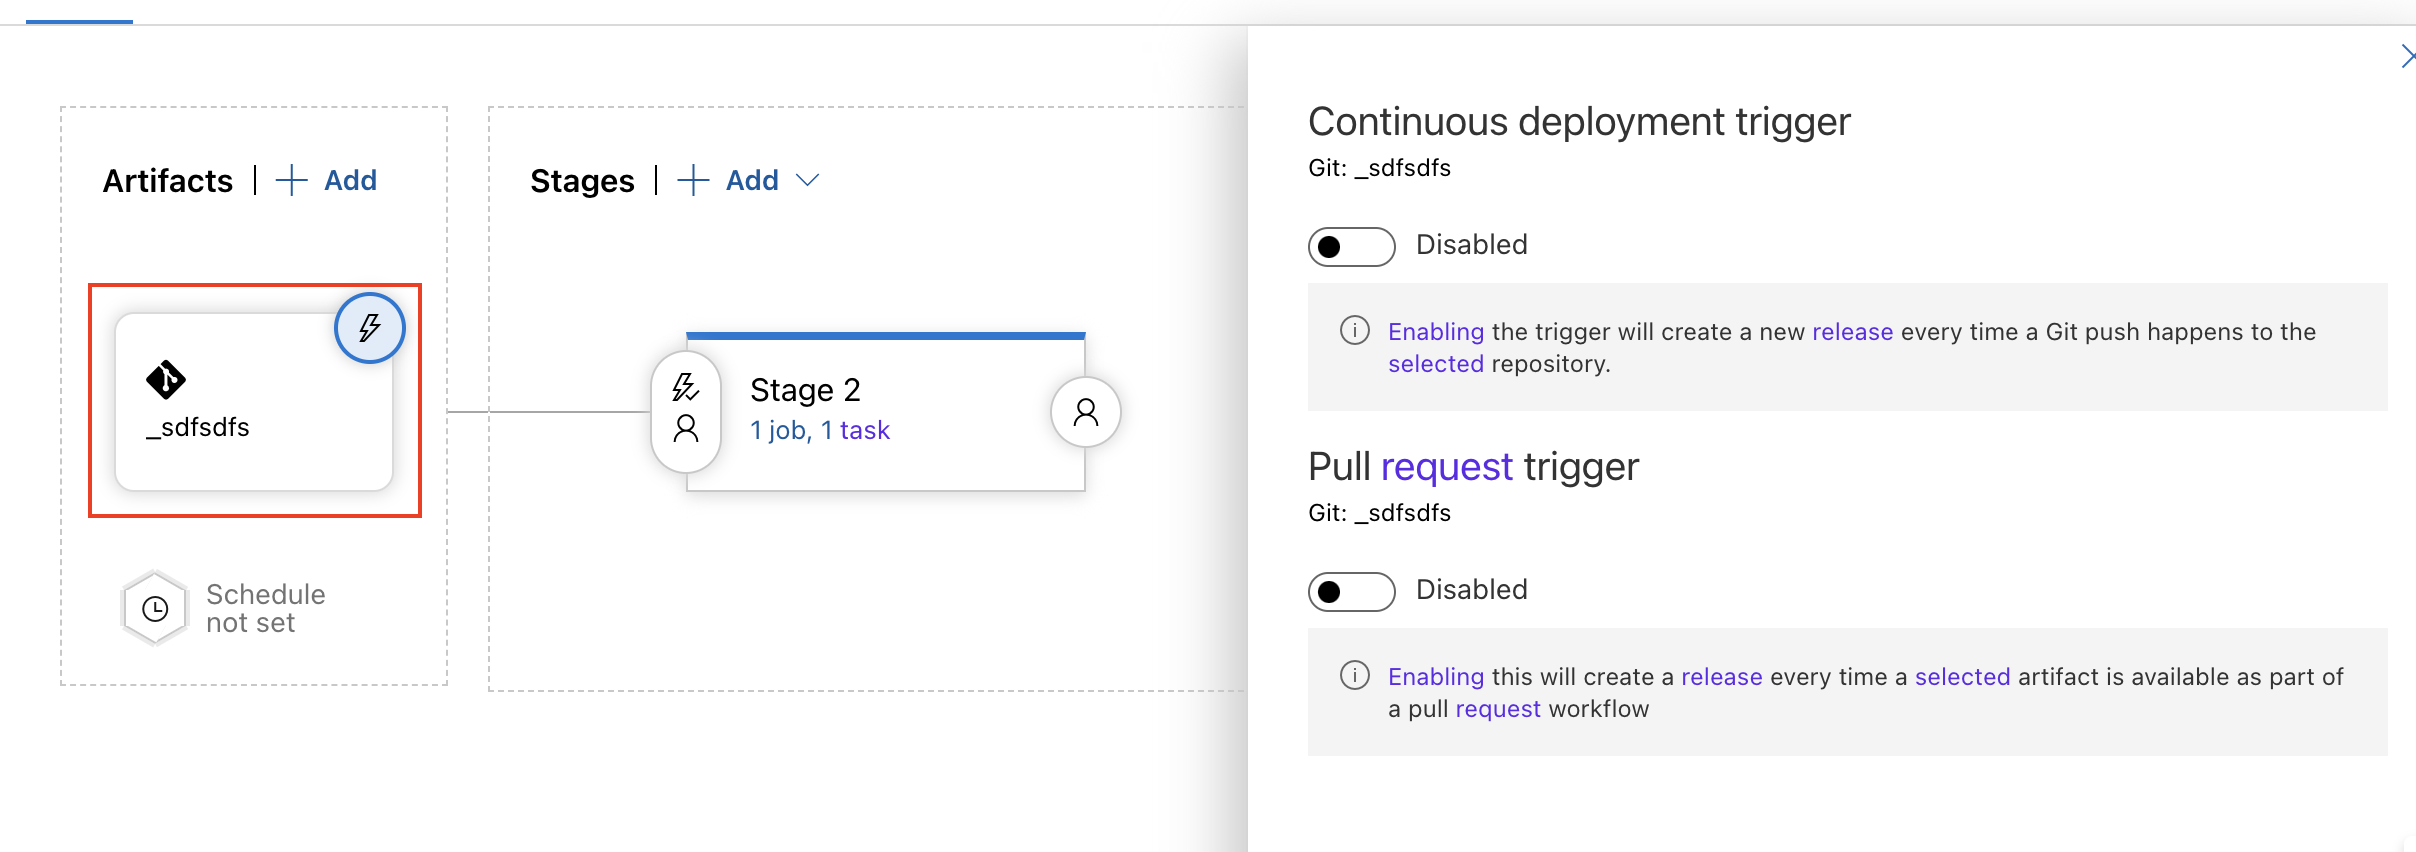 Artifacts | + Add
_sdfsdfs
Schedule
not set
Stages | + Add
Stage 2
1 job, 1 task
Continuous deployment trigger
Git: _sdfsdfs
Disabled
Enabling the trigger will create a new release every time a Git push happens to the
selected repository.
Pull request trigger
Git: _sdfsdfs
Disabled
Enabling this will create a release every time a selected artifact is available as part of
a pull request workflow